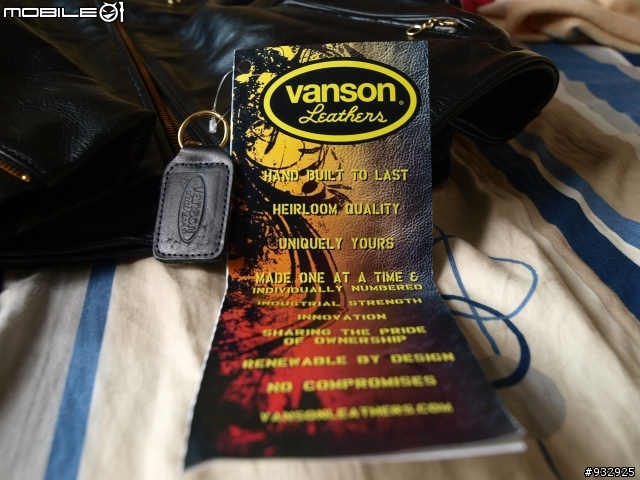 MOBILE01
vanson®
Leathers
HAND BUILT TO LAST
HEIRLOOM QUALITY
UNIQUELY YOURS
MADE ONE AT A TIME &
INDIVIDUALLY NUMBERED
INDUSTRIAL STRENGTH
INNOVATION
SHARING THE PRIDE
OF OWNERSHIP
RENEWABLE BY DESIGN
NO COMPROMISES
VANSONLEATHERS.COM
#932925